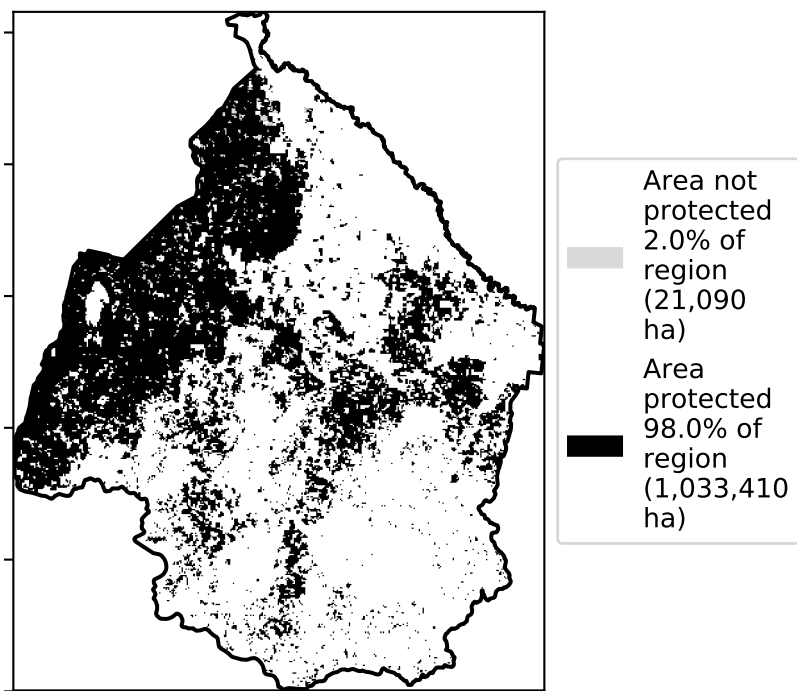 Area not
protected
2.0% of
region
(21,090
ha)
Area
protected
98.0% of
region
(1,033,410
ha)